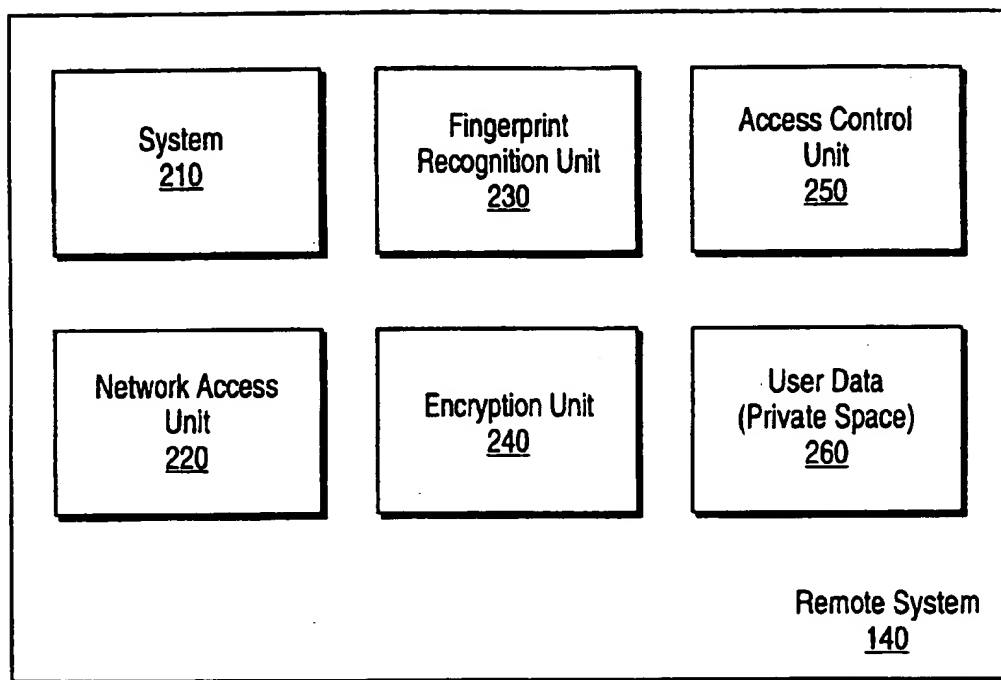 System
210
Fingerprint
Recognition Unit
230
Access Control
Unit
250
Network Access
Unit
220
Encryption Unit
240
User Data
(Private Space)
260
Remote System
140